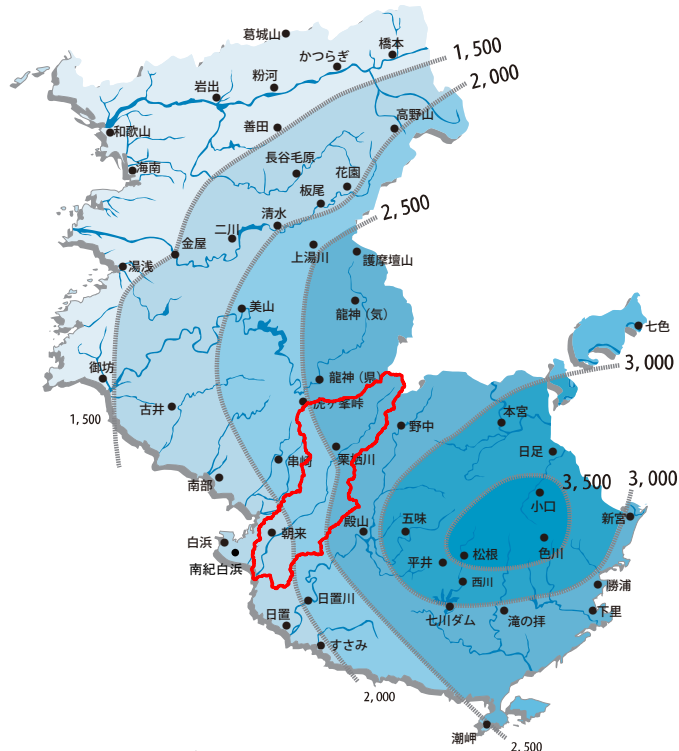 葛城山
かつらぎ
橋本
1,500
2,000
岩出
粉河
和歌山
善田
高野山
海南
長谷毛原
花園
板尾
2,500
清水
二川
金屋
上湯川
護摩壇山
湯浅
美山
龍神（気）
七色
御坊
龍神（県）
3,000
虎ヶ峯峠
1,500
古井
本宮
野中
串崎
栗栖川
日足
南部
3,500
3,000
小口
新宮
白浜
朝来
殿山
五味
南紀白浜
平井
松根
色川
西川
勝浦
日置川
日置
七川ダム
滝の拝
下里
すさみ
2,000
潮岬
2,500